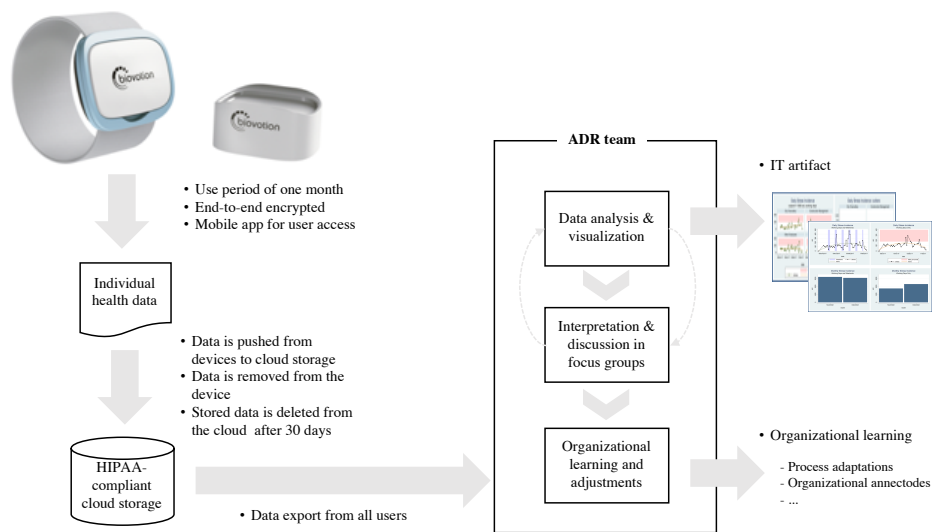 biovotion
biovotion
• Use period of one month
• End-to-end encrypted
• Mobile app for user access
Individual
health data
• Data is pushed from
devices to cloud storage
• Data is removed from the
device
• Stored data is deleted from
the cloud after 30 days
HIPAA-
compliant
cloud storage
• Data export from all users
ADR team
Data analysis &
visualization
Interpretation &
discussion in
focus groups
Organizational
learning and
adjustments
• IT artifact
• Organizational learning
- Process adaptations
- Organizational annectodes
- ...